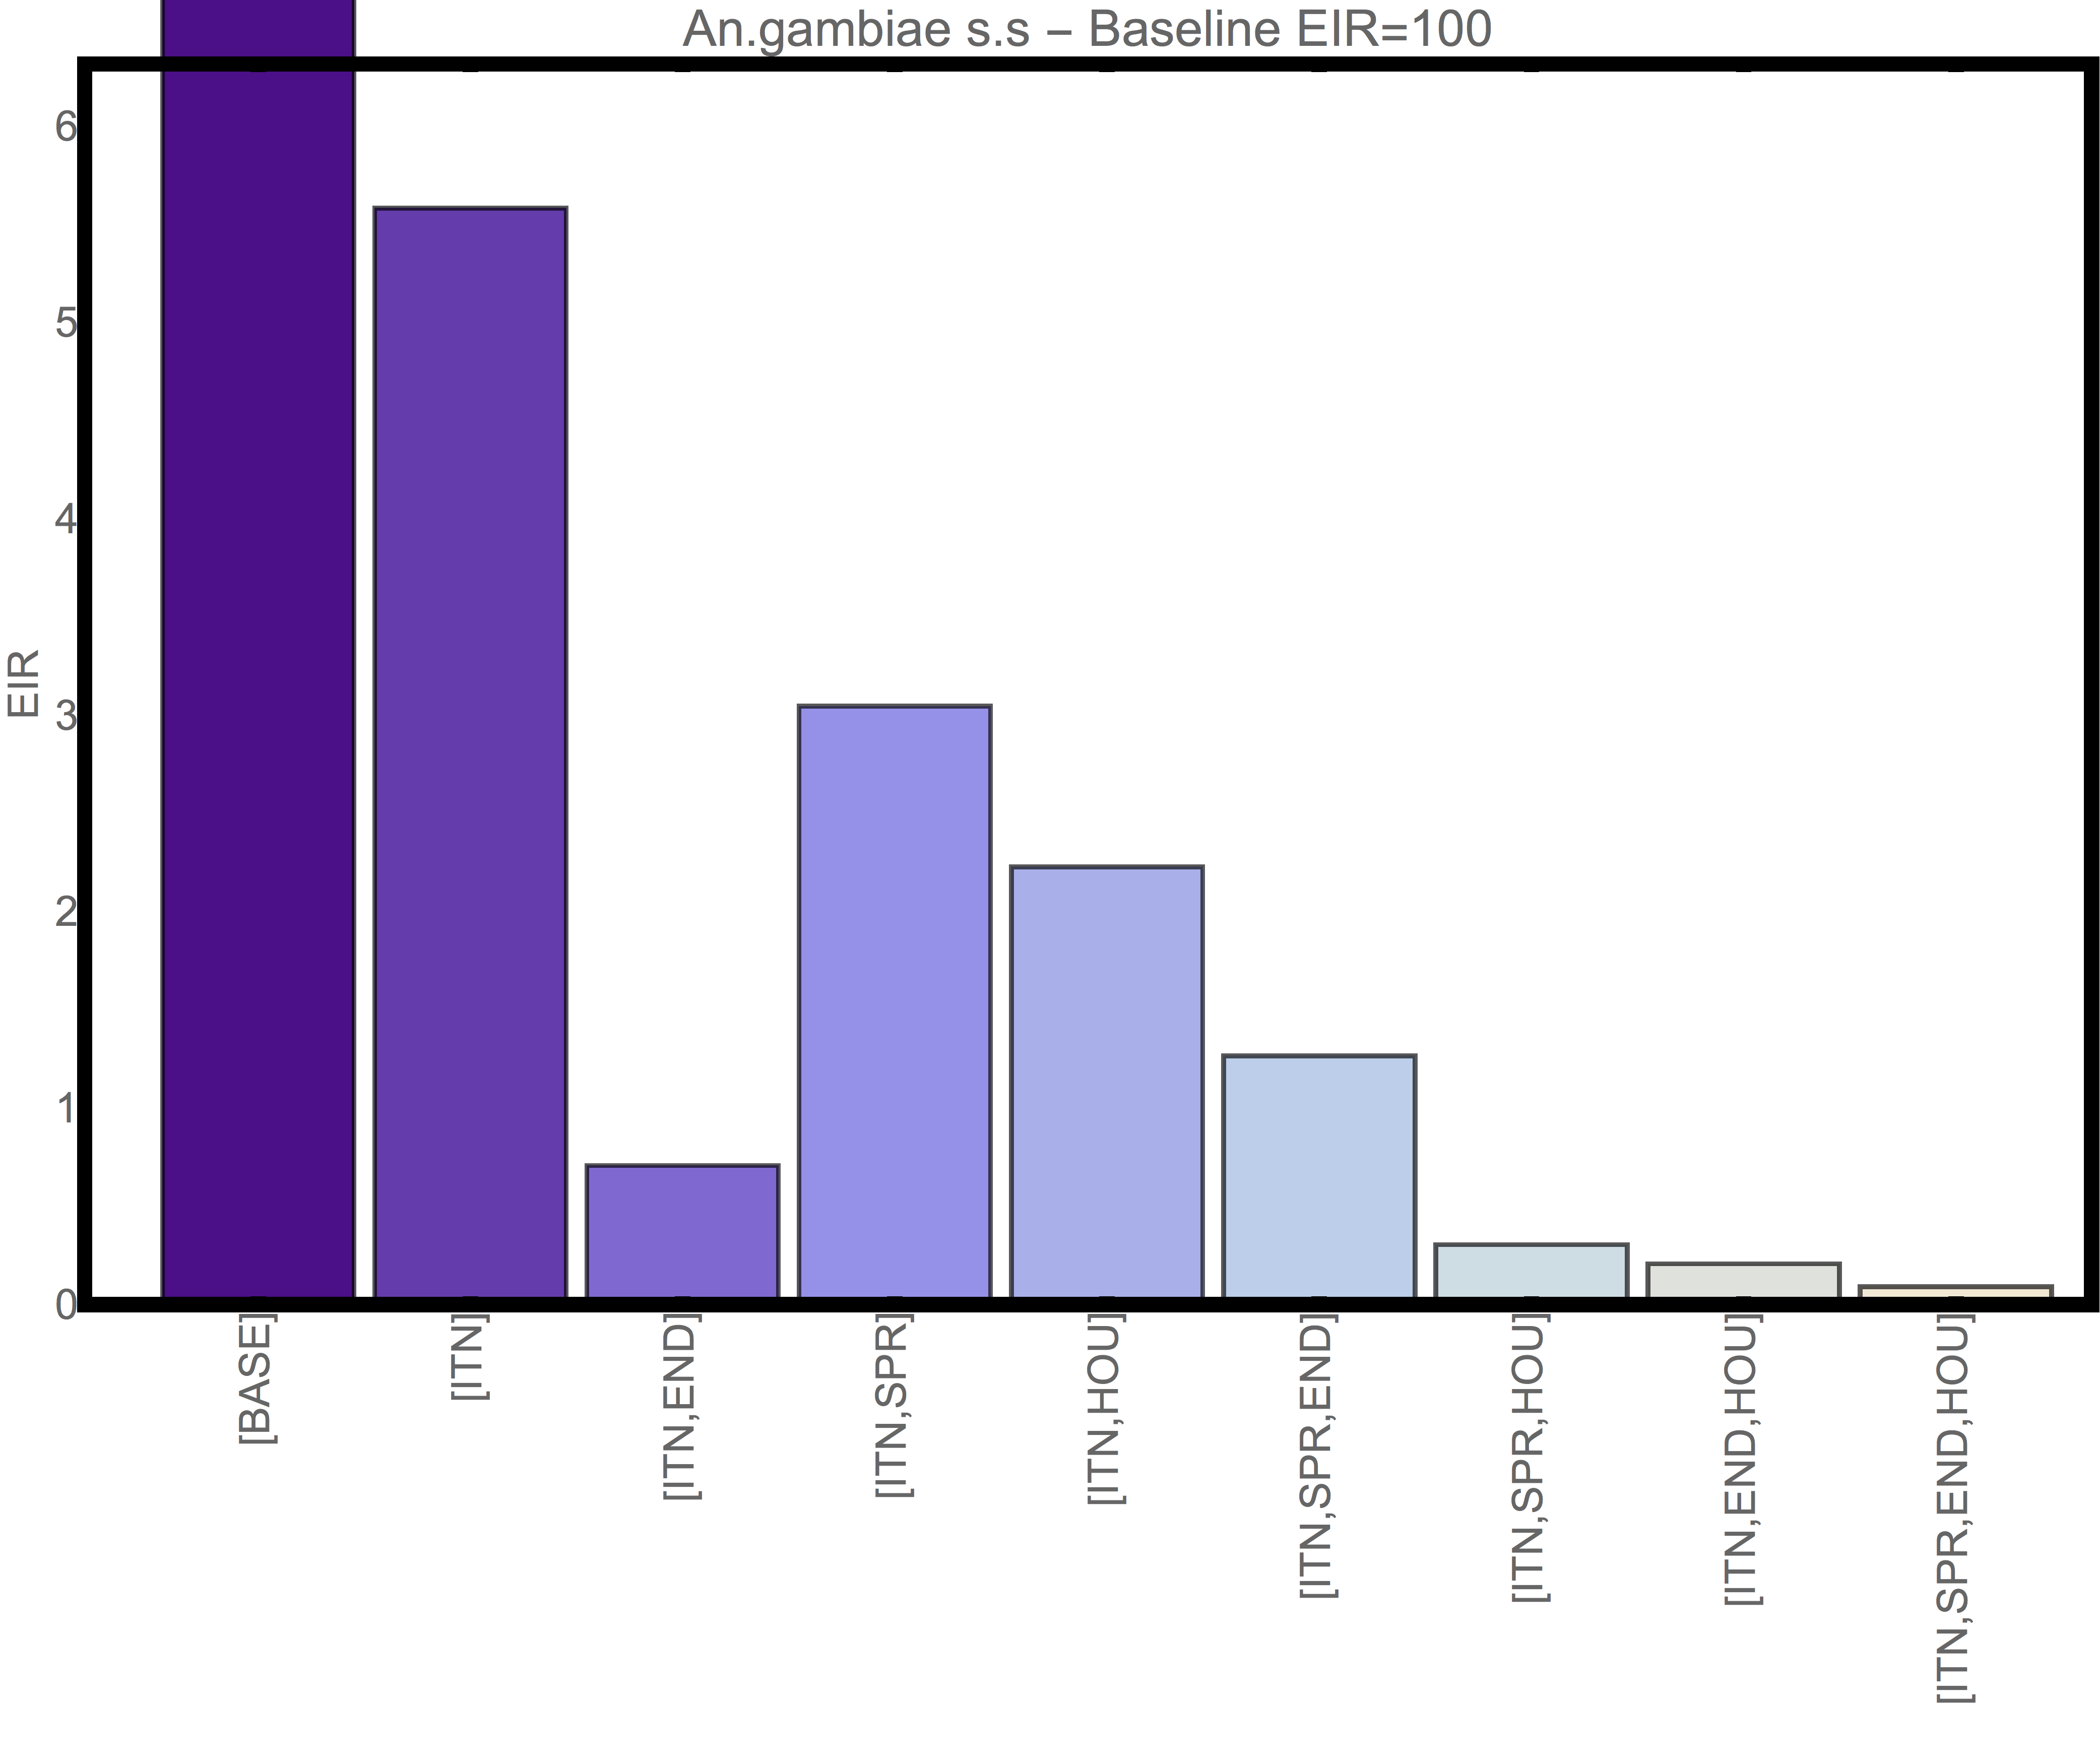 An.gambiae s.s – Baseline EIR=100
6
5
4
3
2
1
0
EIR
[BASE]
[ITN]
[ITN,END]
[ITN,SPR]
[ITN,HOU]
[ITN,SPR,END]
[ITN,SPR,HOU]
[ITN,END,HOU]
[ITN,SPR,END,HOU]